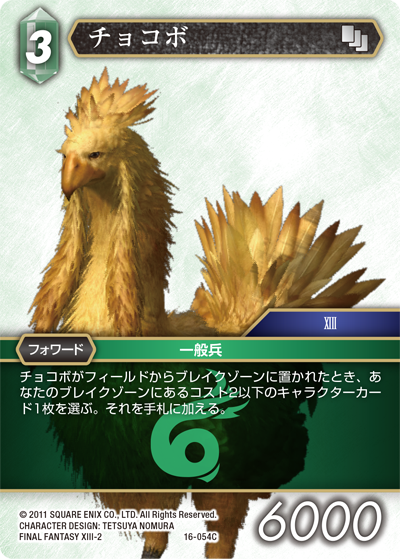 3
チョコボ
XIII
フォワード
一般兵
チョコボがフィールドからブレイクゾーンに置かれたとき、あ
なたのブレイクゾーンにあるコスト2以下のキャラクターカー
ド1枚を選ぶ。それを手札に加える。
6
© 2011 SQUARE ENIX CO., LTD. All Rights Reserved.
CHARACTER DESIGN: TETSUYA NOMURA
FINAL FANTASY XIII-2
16-054C
6000